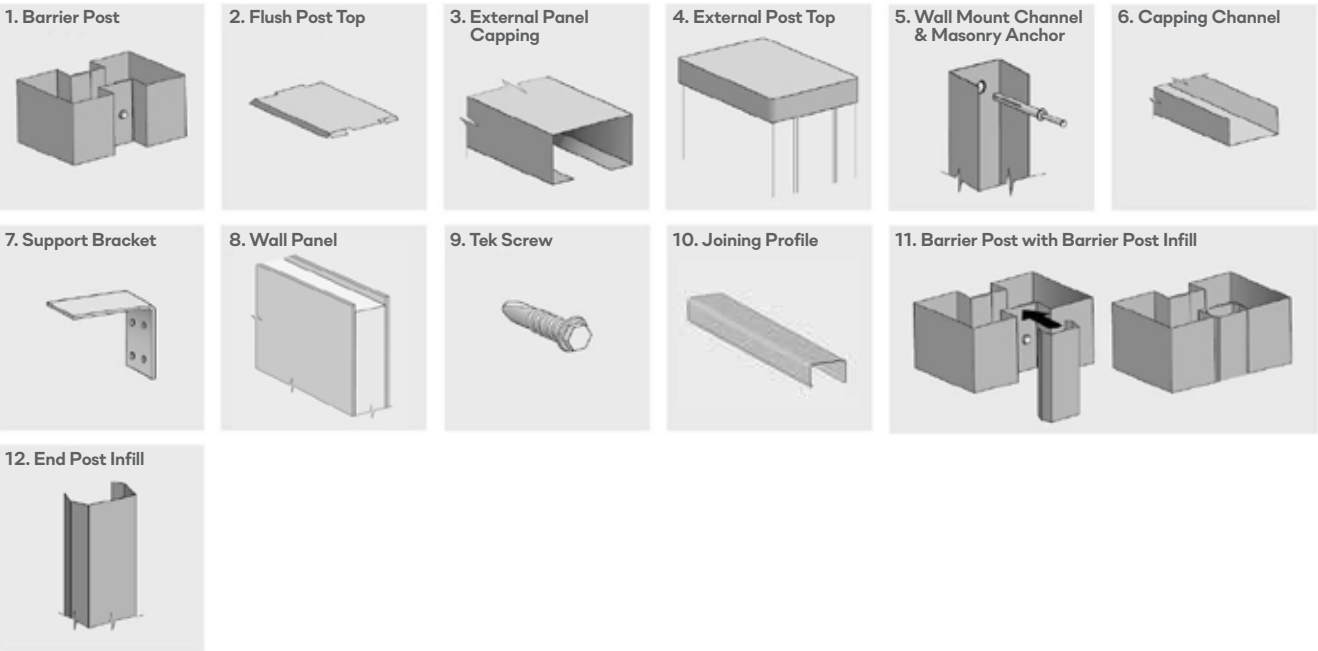 1. Barrier Post
2. Flush Post Top
3. External Panel
Capping
4. External Post Top
5. Wall Mount Channel
& Masonry Anchor
6. Capping Channel
7. Support Bracket
8. Wall Panel
9. Tek Screw
10. Joining Profile
11. Barrier Post with Barrier Post Infill
12. End Post Infill